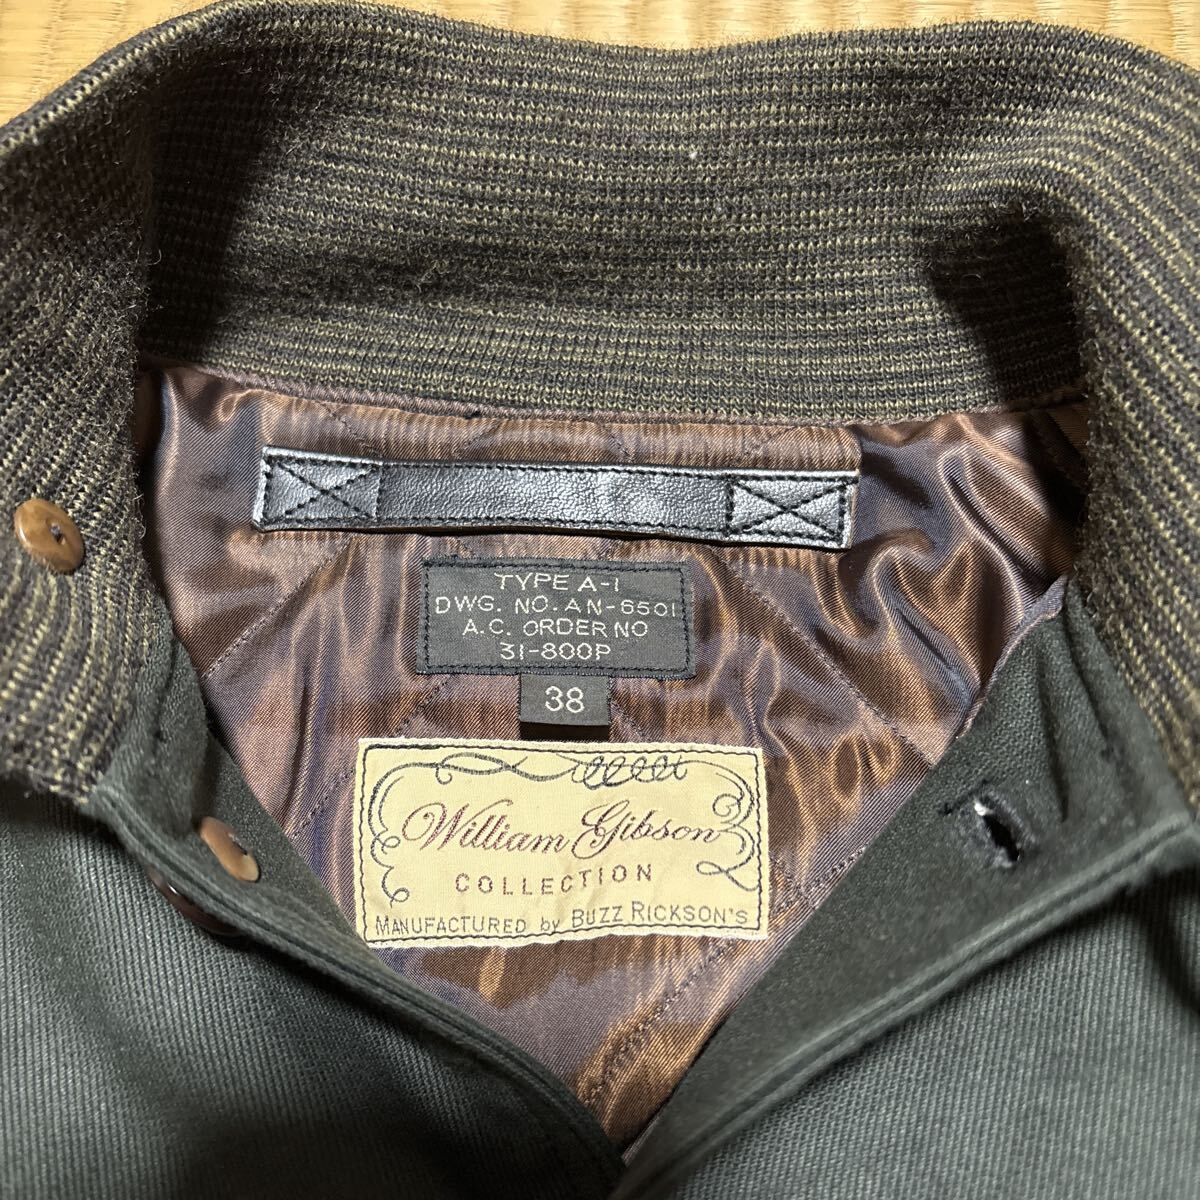 TYPE A-1
DWG. NO. AN-6501
A.C. ORDER NO
31-800P
38
William Gibson
COLLECTION
MANUFACTURED by BUZZ RICKSON'S